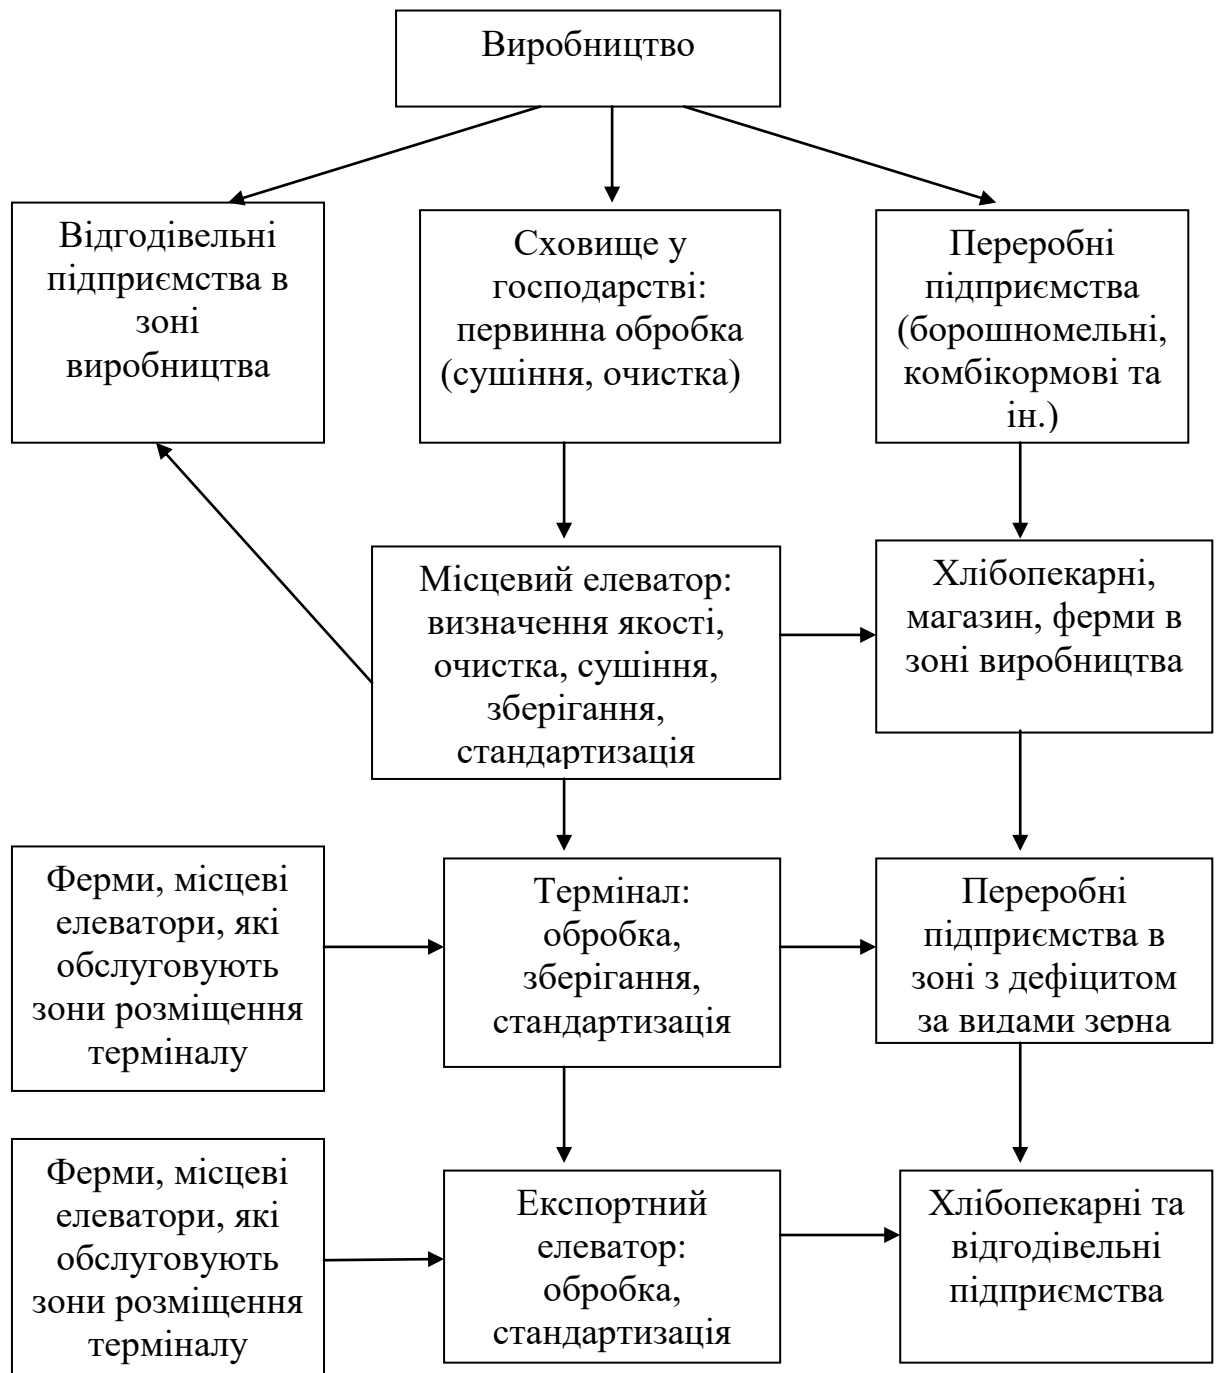 Виробництво
Відгодівельні
підприємства в
зоні
виробництва
Сховище у
господарстві:
первинна обробка
(сушіння, очистка)
Переробні
підприємства
(борошномельні,
комбікормові та
ін.)
Місцевий елеватор:
визначення якості,
очистка, сушіння,
зберігання,
стандартизація
Хлібопекарні,
магазин, ферми в
зоні виробництва
Ферми, місцеві
елеватори, які
обслуговують
зони розміщення
терміналу
Термінал:
обробка,
зберігання,
стандартизація
Переробні
підприємства в
зоні з дефіцитом
за видами зерна
Ферми, місцеві
елеватори, які
обслуговують
зони розміщення
терміналу
Експортний
елеватор:
обробка,
стандартизація
Хлібопекарні та
відгодівельні
підприємства